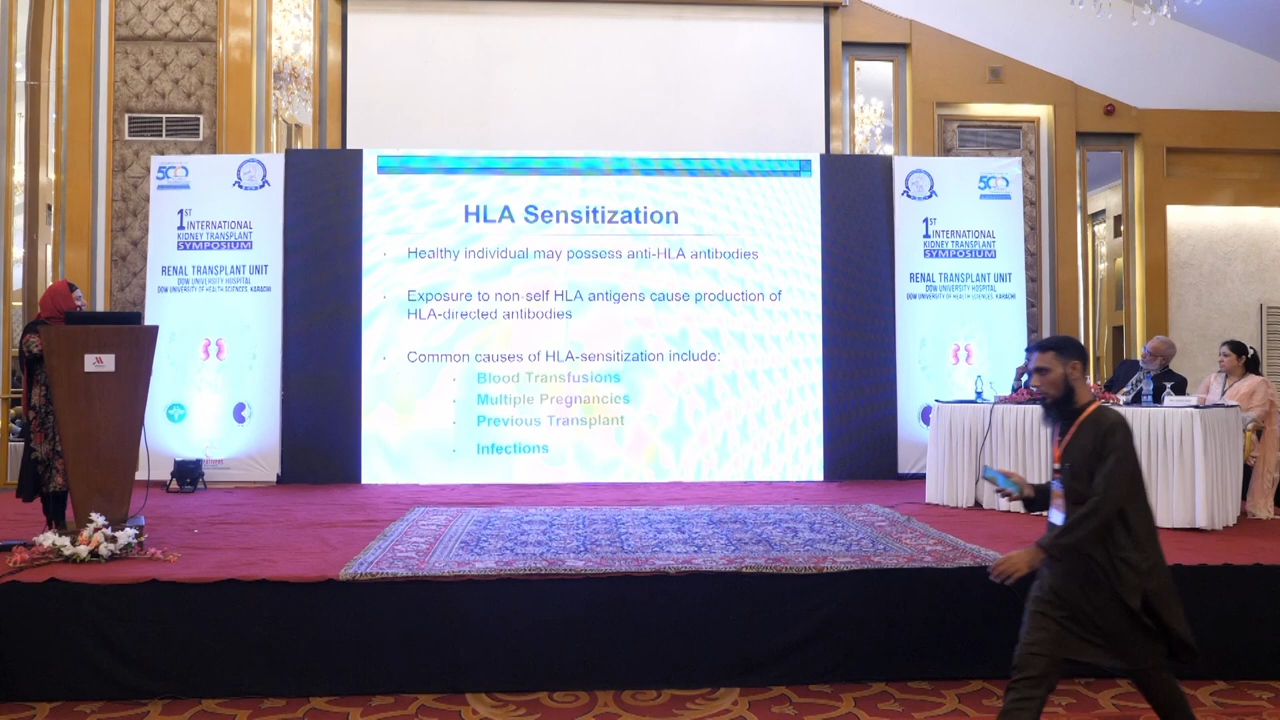 500
1ST
INTERNATIONAL
KIDNEY TRANSPLANT
SYMPOSIUM
RENAL TRANSPLANT UNIT
DOW UNIVERSITY HOSPITAL
DOW UNIVERSITY OF HEALTH SCIENCES, KARACHI
HLA Sensitization
· Healthy individual may possess anti-HLA antibodies
· Exposure to non-self HLA antigens cause production of
HLA-directed antibodies
· Common causes of HLA-sensitization include:
· Blood Transfusions
· Multiple Pregnancies
· Previous Transplant
· Infections
500
1ST
INTERNATIONAL
KIDNEY TRANSPLANT
SYMPOSIUM
RENAL TRANSPLANT UNIT
DOW UNIVERSITY HOSPITAL
DOW UNIVERSITY OF HEALTH SCIENCES, KARACHI